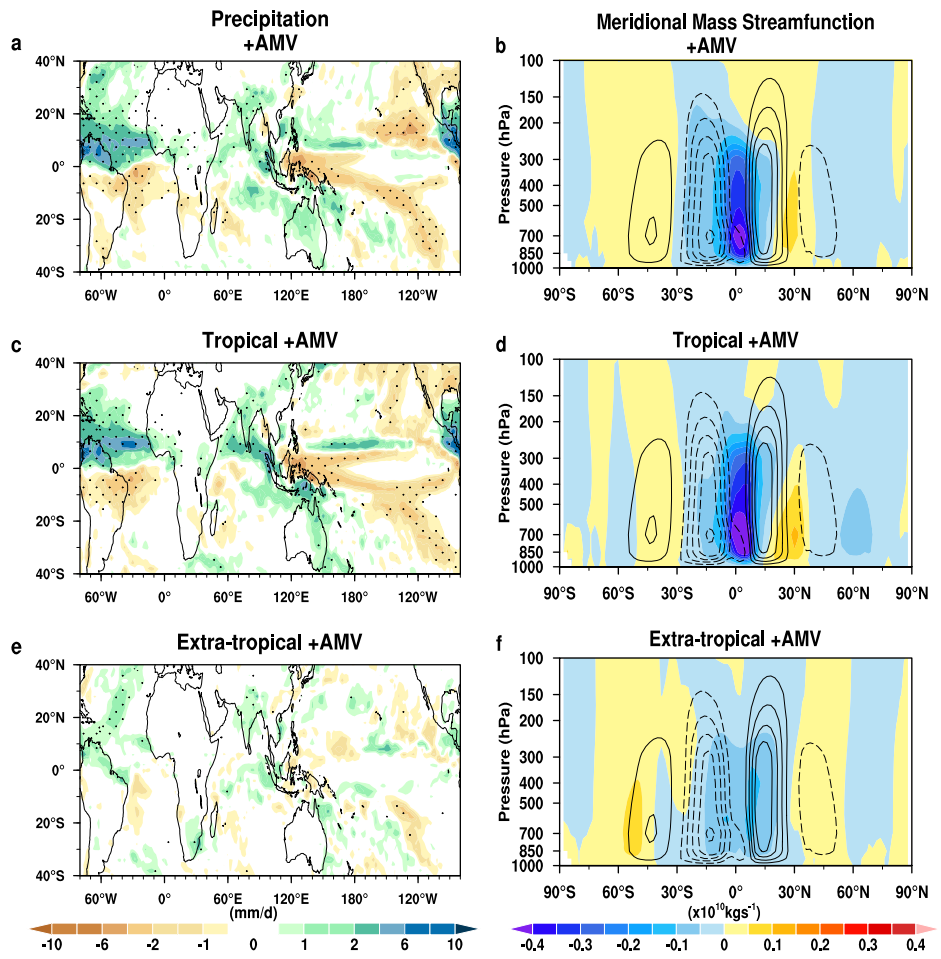 Precipitation
+AMV
Meridional Mass Streamfunction
+AMV
a
b
40°N
20°N
0°
20°S
40°S
60°W 0° 60°E 120°E 180° 120°W
Pressure (hPa)
100
150
200
300
400
500
700
850
1000
90°S 60°S 30°S 0°N 30°N 60°N 90°N
c
Tropical +AMV
d
Tropical +AMV
40°N
20°N
0°
20°S
40°S
60°W 0° 60°E 120°E 180° 120°W
Pressure (hPa)
100
150
200
300
400
500
700
850
1000
90°S 60°S 30°S 0°N 30°N 60°N 90°N
e
Extra-tropical +AMV
f
Extra-tropical +AMV
40°N
20°N
0°
20°S
40°S
60°W 0° 60°E 120°E 180° 120°W
(mm/d)
Pressure (hPa)
100
150
200
300
400
500
700
850
1000
90°S 60°S 30°S 0°N 30°N 60°N 90°N
(x10¹⁰kgs⁻¹)
-10 -6 -2 -1 0 1 2 6 10
-0.4 -0.3 -0.2 -0.1 0 0.1 0.2 0.3 0.4